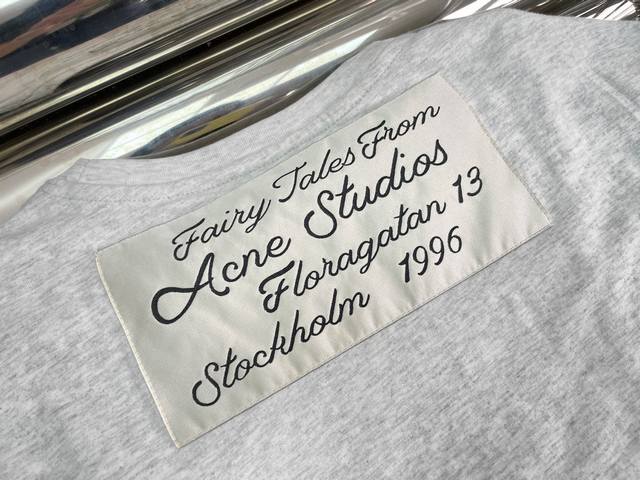 Fairy Tales From
Acne Studios
Floragatan 13
Stockholm 1996